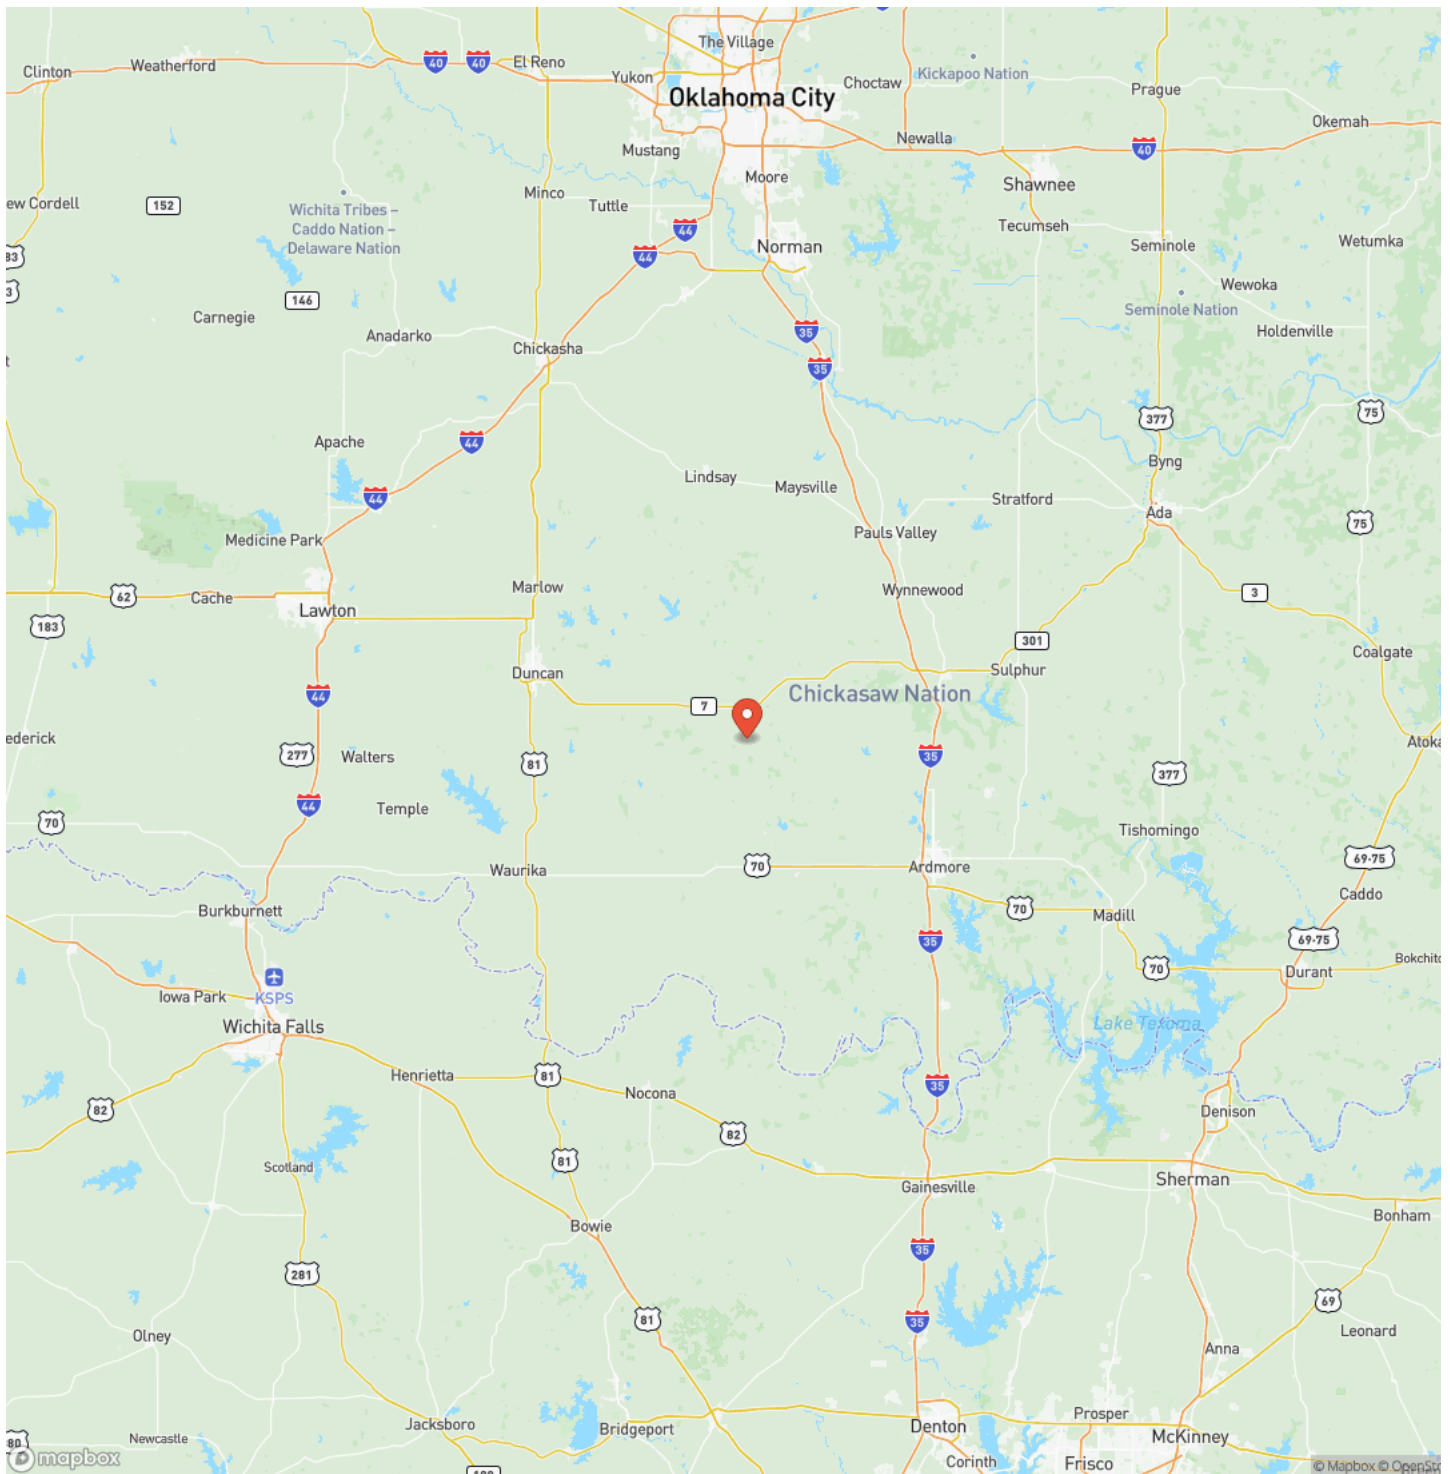 The Village
Clinton
Weatherford
40
40
El Reno
Yukon
Choctaw
Kickapoo Nation
Prague
Oklahoma City
Okemah
Mustang
Newalla
40
Moore
Shawnee
ew Cordell
152
Minco
Tuttle
Wichita Tribes –
Caddo Nation –
Delaware Nation
44
44
Norman
Tecumseh
Seminole
Wetumka
83
3
146
Wewoka
Seminole Nation
Carnegie
Anadarko
Chickasha
35
35
Holdenville
t
377
75
Apache
44
Byng
Lindsay
Maysville
Stratford
44
Ada
75
Medicine Park
Pauls Valley
62
Cache
Lawton
Marlow
Wynnewood
3
183
301
Coalgate
Duncan
Sulphur
44
7
Chickasaw Nation
ederick
277
Walters
81
35
Atoka
377
Temple
44
70
Tishomingo
Waurika
70
Ardmore
69-75
Caddo
Burkburnett
70
Madill
35
69-75
70
Durant
Bokchito
KSPS
Iowa Park
Wichita Falls
Lake Texoma
Henrietta
81
Nocona
35
82
Denison
82
81
Scotland
Gainesville
Sherman
Bowie
Bonham
35
281
69
81
35
Olney
Leonard
Anna
Jacksboro
Bridgeport
Denton
Prosper
McKinney
80
Newcastle
Corinth
Frisco
mapbox
© Mapbox © OpenStr